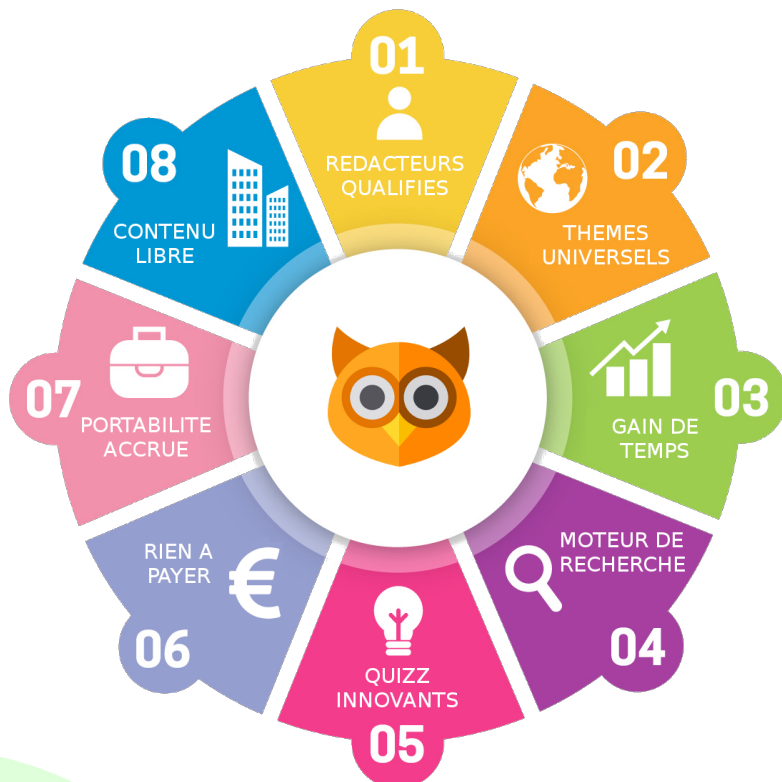 01
REDACTEURS
QUALIFIES
02
THEMES
UNIVERSELS
03
GAIN DE
TEMPS
04
MOTEUR DE
RECHERCHE
QUIZZ
INNOVANTS
05
RIEN A
PAYER
€
06
07
PORTABILITE
ACCRUE
08
CONTENU
LIBRE